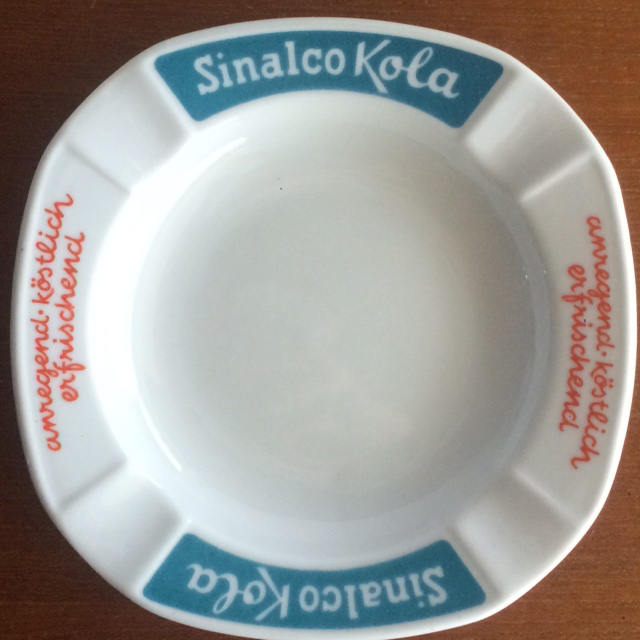 Sinalco Kola
anregend · köstlich
erfrischend
anregend · köstlich
erfrischend
Sinalco Kola